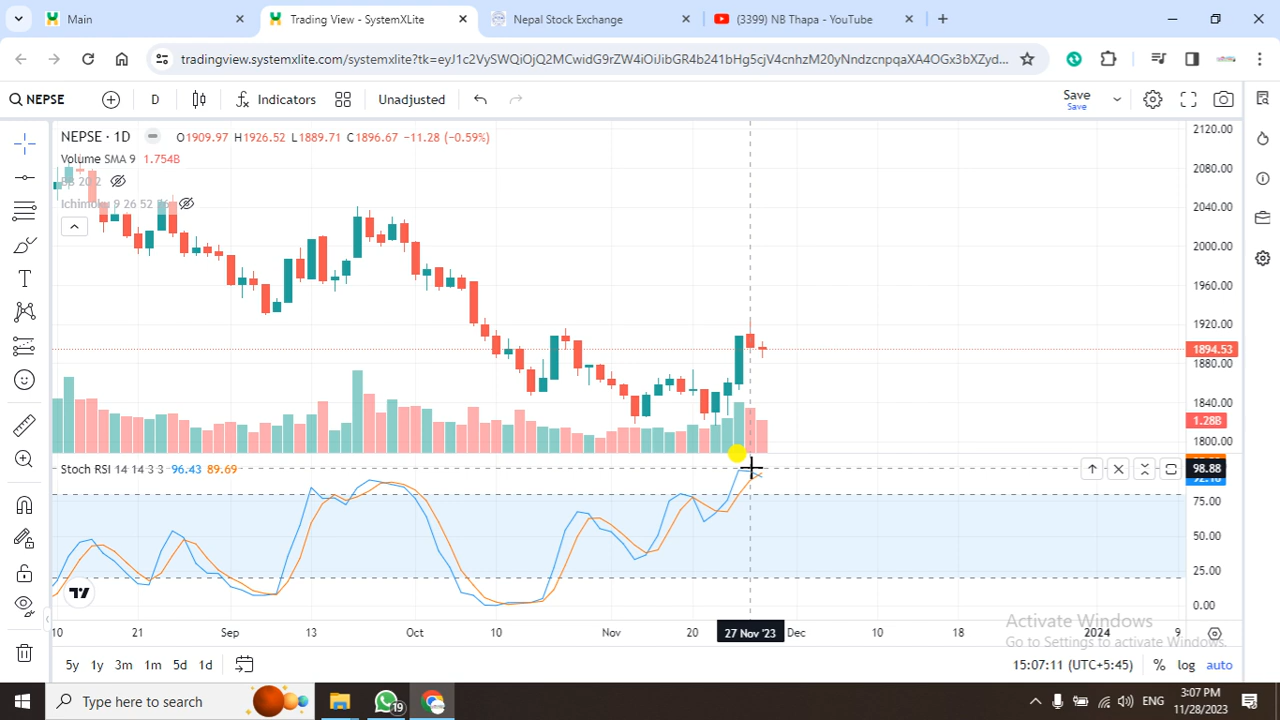 Main
Trading View - SystemXLite
Nepal Stock Exchange
(3399) NB Thapa - YouTube
tradingview.systemxlite.com/systemxlite?tk=eyJ1c2VySWQiOjQ2MCwidG9rZW4iOiJibGR4b241bHg5cjV4cnhzM20yNndzcnpqaXA4OGx3bXZyd...
NEPSE
D
Indicators
Unadjusted
Save
Save
NEPSE · 1D O1909.97 H1926.52 L1889.71 C1896.67 −11.28 (−0.59%)
Volume SMA 9 1.754B
BB 20 2
Ichimoku 9 26 52 26
2120.00
2080.00
2040.00
2000.00
1960.00
1920.00
1894.53
1880.00
1840.00
1.28B
1800.00
Stoch RSI 14 14 3 3 96.43 89.69
98.88
75.00
50.00
25.00
0.00
10 21 Sep 13 Oct 10 Nov 20 27 Nov '23 Dec 10 18 2024 9
Activate Windows
Go to Settings to activate Windows.
5y 1y 3m 1m 5d 1d
15:07:11 (UTC+5:45) % log auto
Type here to search
19
ENG
3:07 PM
11/28/2023